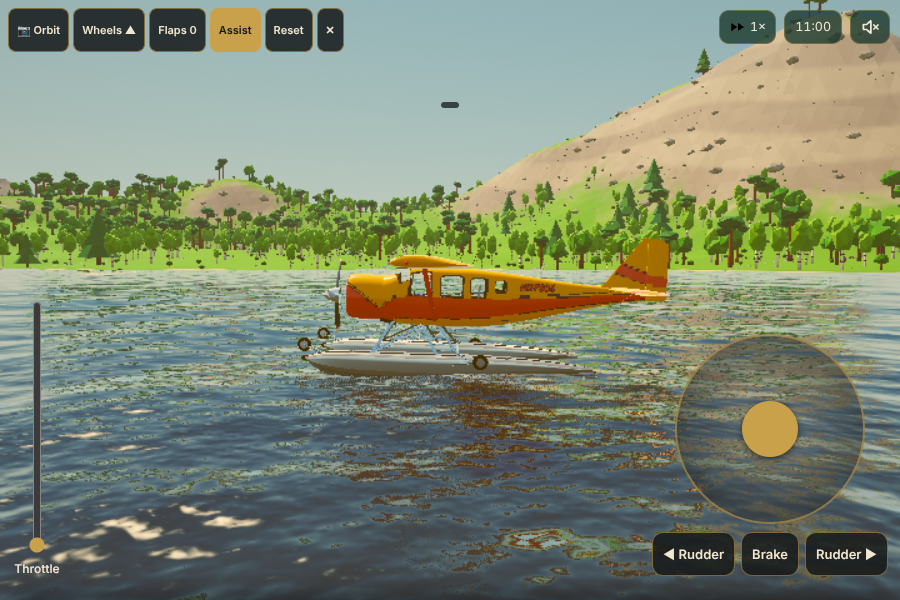 Orbit
Wheels ▲
Flaps 0
Assist
Reset
×
1×
11:00
Throttle
◀ Rudder
Brake
Rudder ▶